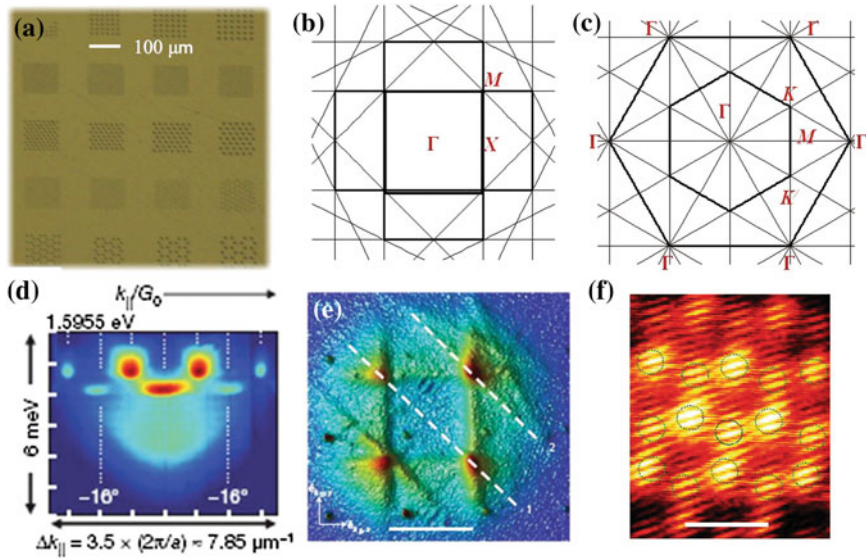 (a)
100 μm
(b)
M
Γ
X
(c)
Γ Γ
K
Γ
Γ M Γ
K′
Γ Γ
(d)
k||/G₀
1.5955 eV
6 meV
−16° −16°
Δk|| = 3.5 × (2π/a) ≈ 7.85 μm⁻¹
(e)
2
1
(f)